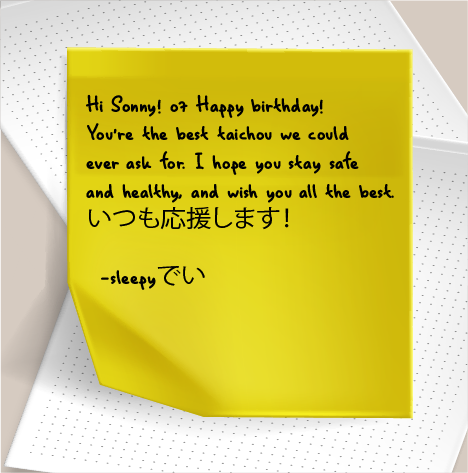 Hi Sonny! o7 Happy birthday!
You're the best taichou we could
ever ask for. I hope you stay safe
and healthy, and wish you all the best.
いつも応援します!
-sleepyでい